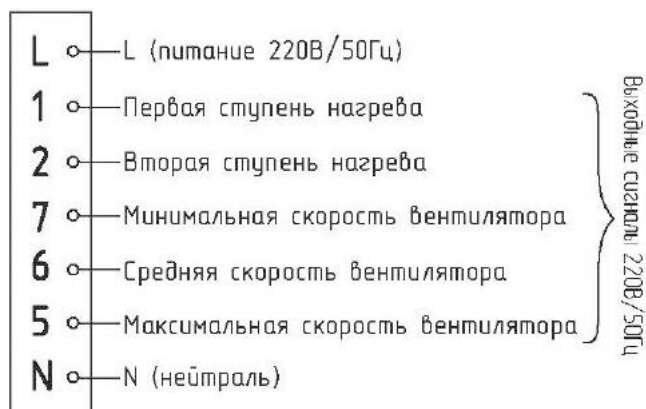 L L (питание 220В/50Гц)
1 Первая ступень нагрева
2 Вторая ступень нагрева
7 Минимальная скорость вентилятора
6 Средняя скорость вентилятора
5 Максимальная скорость вентилятора
N N (нейтраль)
Выходные сигналы 220В/50Гц